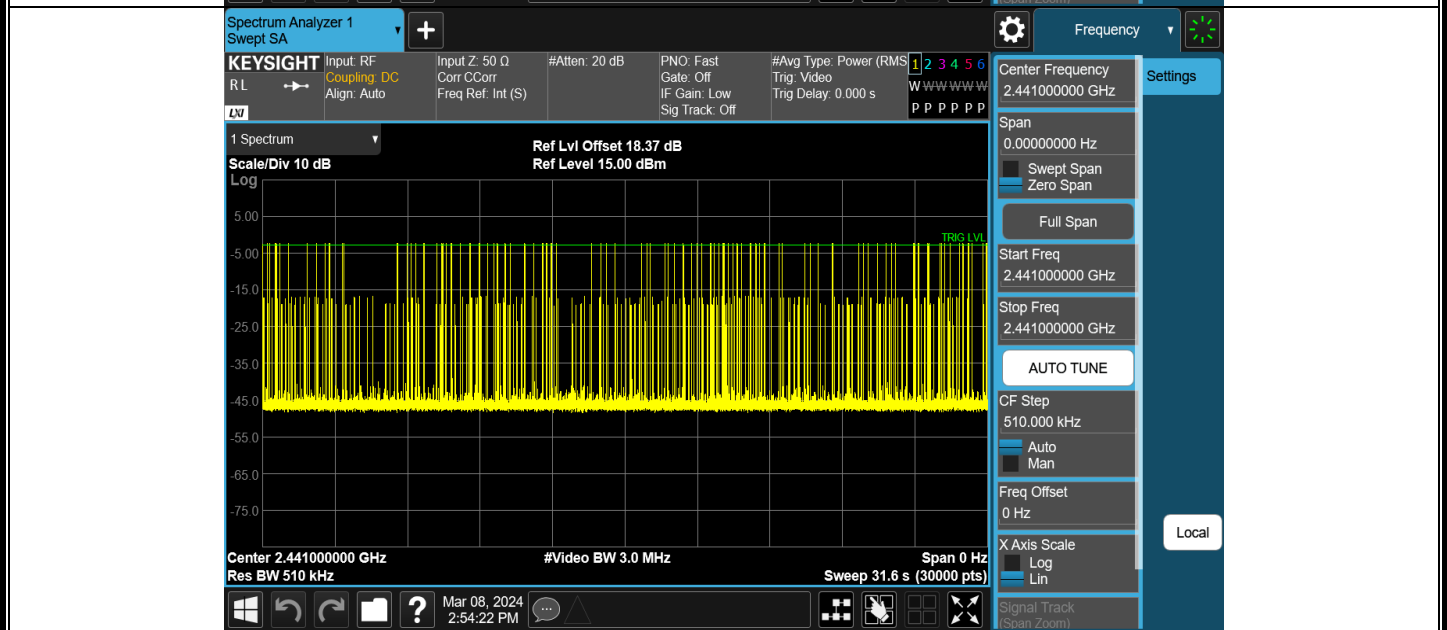 (Span Zoom)
Spectrum Analyzer 1
Swept SA
+
Frequency
KEYSIGHT
R L
LXI
Input: RF
Coupling: DC
Align: Auto
Input Z: 50 Ω
Corr CCorr
Freq Ref: Int (S)
#Atten: 20 dB
PNO: Fast
Gate: Off
IF Gain: Low
Sig Track: Off
#Avg Type: Power (RMS
Trig: Video
Trig Delay: 0.000 s
1 2 3 4 5 6
W W W W W W
P P P P P P
1 Spectrum
Scale/Div 10 dB
Ref Lvl Offset 18.37 dB
Ref Level 15.00 dBm
Log
5.00
-5.00
-15.0
-25.0
-35.0
-45.0
-55.0
-65.0
-75.0
TRIG LVL
Center 2.441000000 GHz
#Video BW 3.0 MHz
Span 0 Hz
Res BW 510 kHz
Sweep 31.6 s (30000 pts)
?
Mar 08, 2024
2:54:22 PM
Center Frequency
2.441000000 GHz
Span
0.00000000 Hz
Swept Span
Zero Span
Full Span
Start Freq
2.441000000 GHz
Stop Freq
2.441000000 GHz
AUTO TUNE
CF Step
510.000 kHz
Auto
Man
Freq Offset
0 Hz
X Axis Scale
Log
Lin
Signal Track
(Span Zoom)
Settings
Local